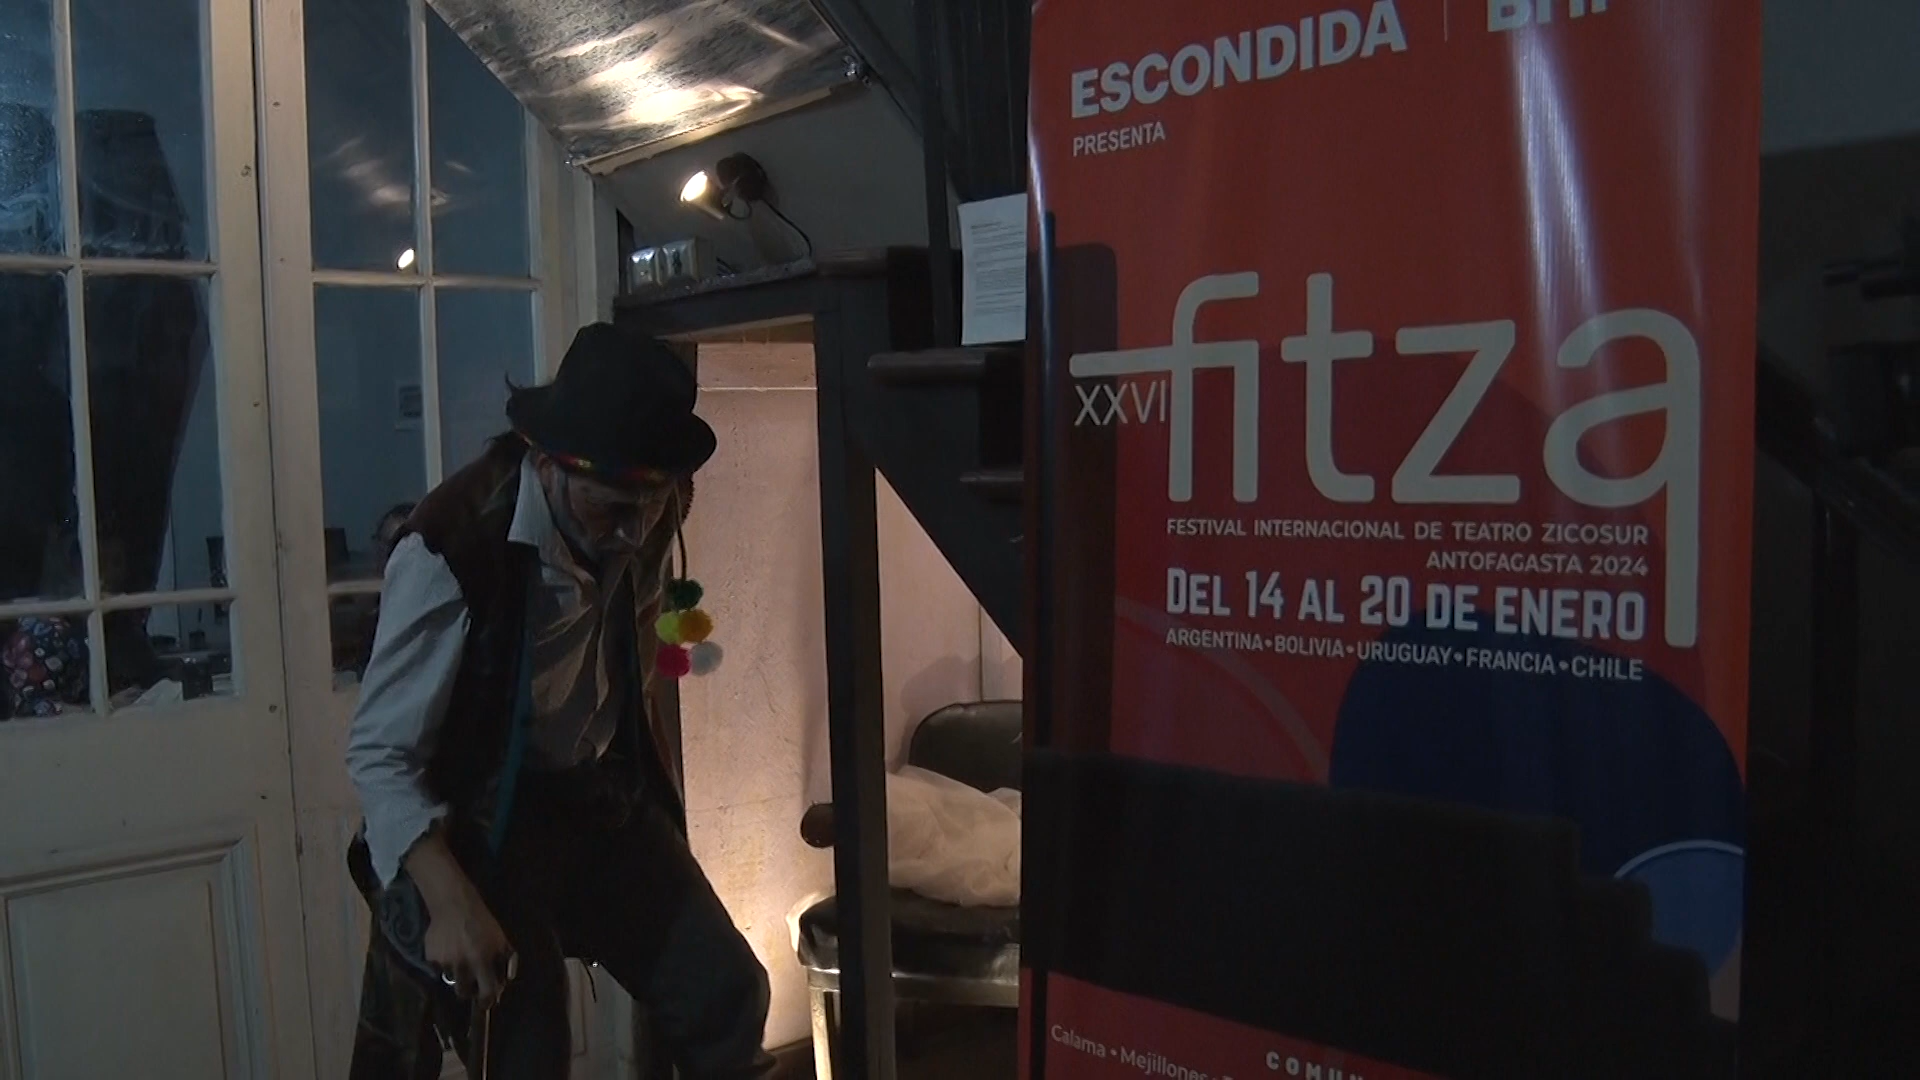 ESCONDIDA
PRESENTA
XXVI fitza
FESTIVAL INTERNACIONAL DE TEATRO ZICOSUR
ANTOFAGASTA 2024
DEL 14 AL 20 DE ENERO
ARGENTINA•BOLIVIA•URUGUAY•FRANCIA•CHILE
Calama • Mejillones